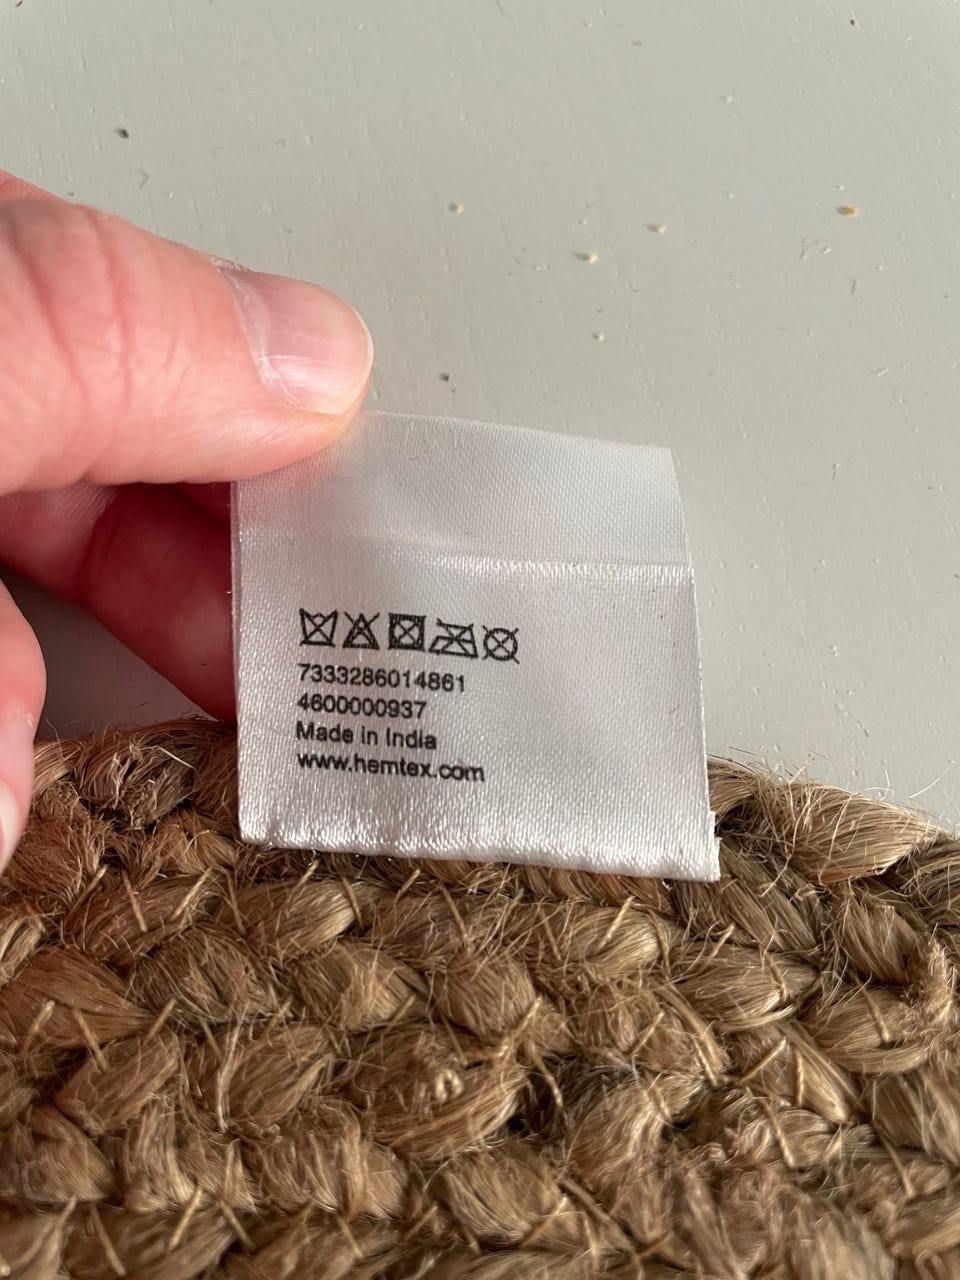 7333286014861
4600000937
Made in India
www.hemtex.com